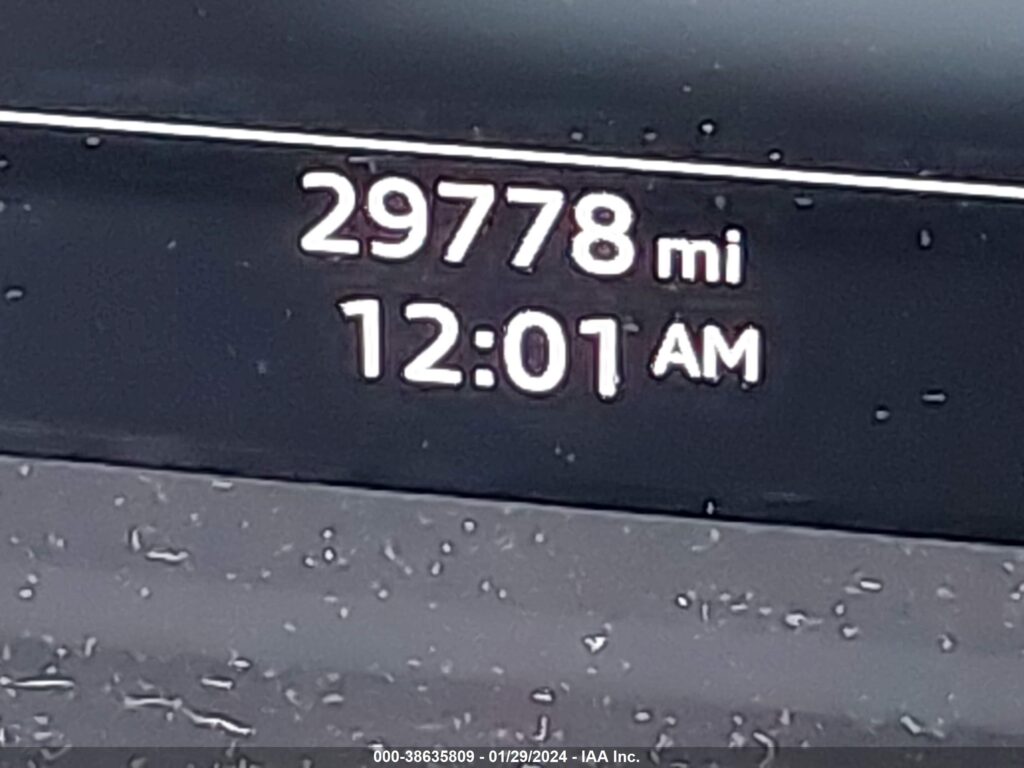 29778 mi
12:01 AM
000-38635809 - 01/29/2024 - IAA Inc.